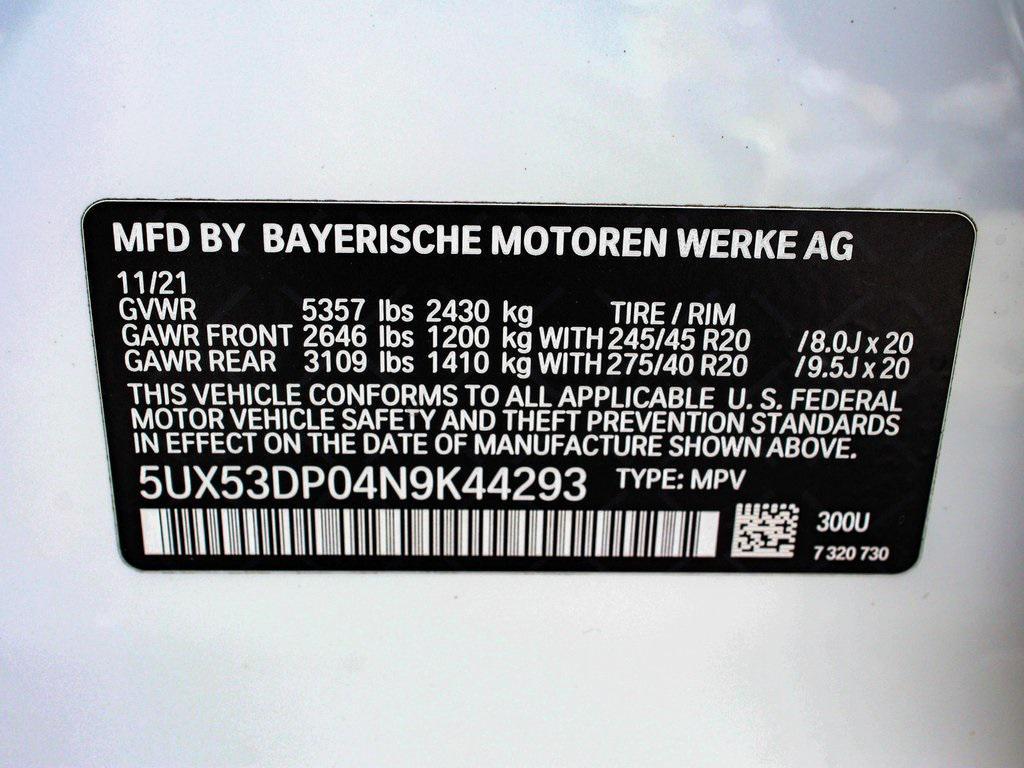 MFD BY BAYERISCHE MOTOREN WERKE AG
11/21
GVWR 5357 lbs 2430 kg TIRE / RIM
GAWR FRONT 2646 lbs 1200 kg WITH 245/45 R20 /8.0J x 20
GAWR REAR 3109 lbs 1410 kg WITH 275/40 R20 /9.5J x 20
THIS VEHICLE CONFORMS TO ALL APPLICABLE U. S. FEDERAL
MOTOR VEHICLE SAFETY AND THEFT PREVENTION STANDARDS
IN EFFECT ON THE DATE OF MANUFACTURE SHOWN ABOVE.
5UX53DP04N9K44293 TYPE: MPV
300U
7 320 730